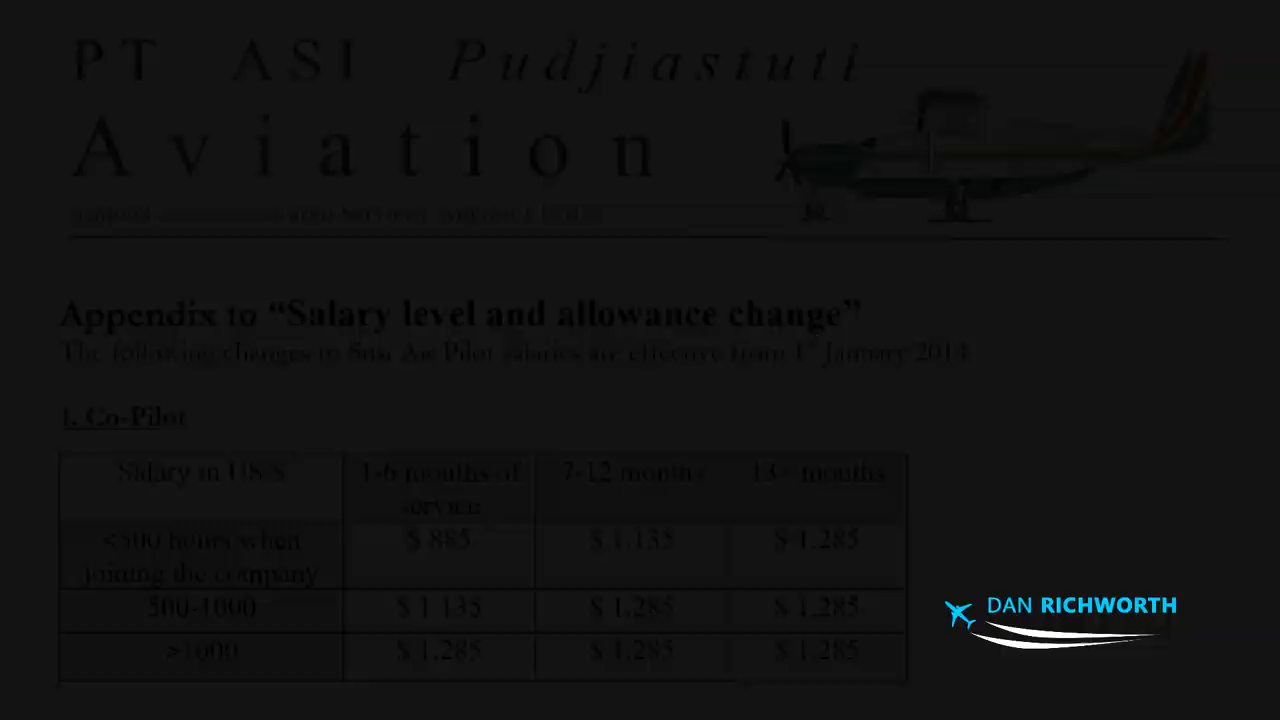 PT ASI Pudjiastuti
Aviation
Appendix to “Salary level and allowance change”
The following changes to Susi Air Pilot salaries are effective from 1st January 2014
1. Co-Pilot
Salary in US$ 1-6 months of service 7-12 months 13+ months
<500 hours when joining the company $ 885 $ 1.135 $ 1.285
500-1000 $ 1 135 $ 1.285 $ 1.285
>1000 $ 1.285 $ 1.285 $ 1.285
DAN RICHWORTH